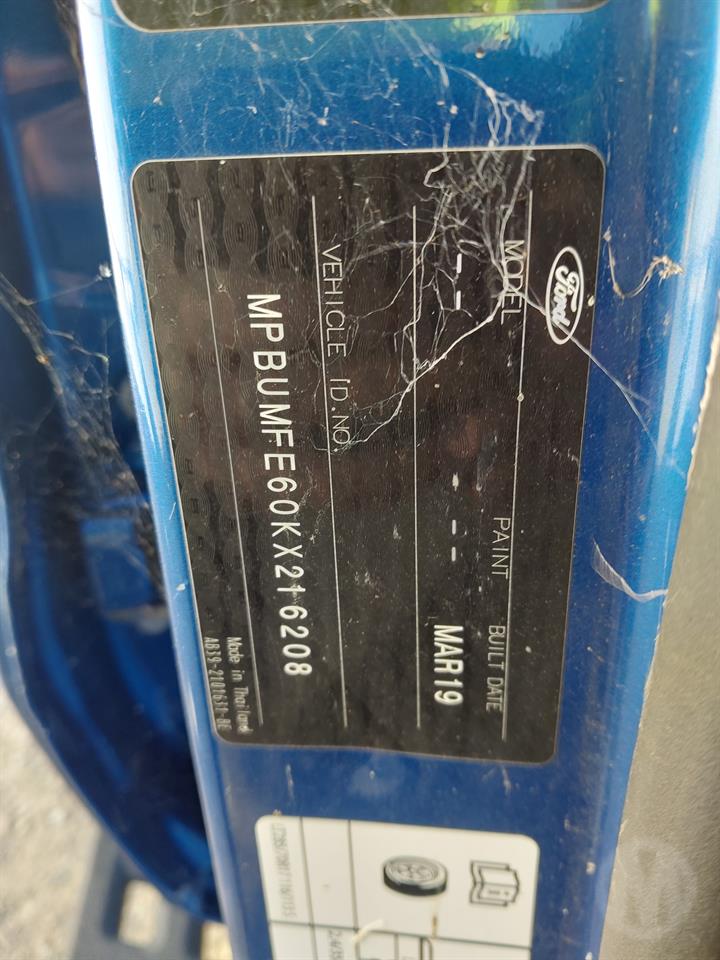 Ford
MODEL PAINT BUILT DATE
-- --- MAR19
VEHICLE ID.NO
MPBUMFE60KX216208
Made in Thailand